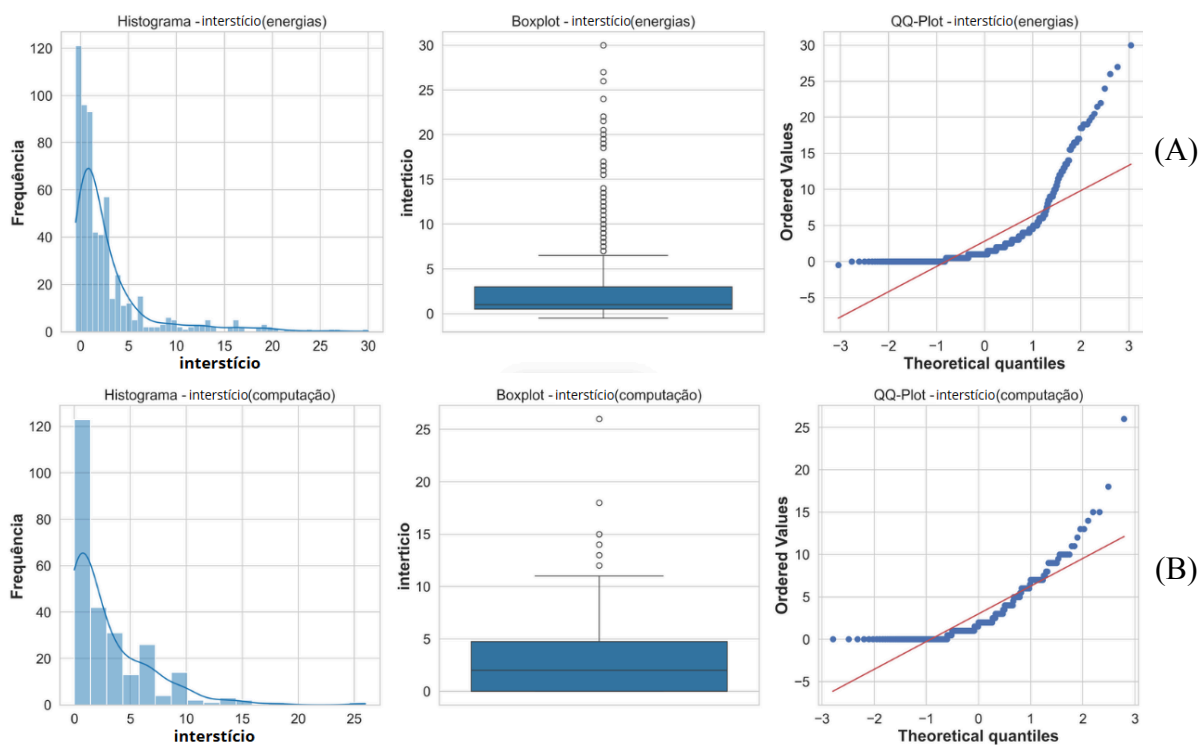 Histograma - interstício(energias)
Frequência
120
100
80
60
40
20
0
0 5 10 15 20 25 30
interstício
Boxplot - interstício(energias)
interticio
30
25
20
15
10
5
0
QQ-Plot - interstício(energias)
Ordered Values
30
25
20
15
10
5
0
−5
−3 −2 −1 0 1 2 3
Theoretical quantiles
(A)
Histograma - interstício(computação)
Frequência
120
100
80
60
40
20
0
0 5 10 15 20 25
interstício
Boxplot - interstício(computação)
interticio
25
20
15
10
5
0
QQ-Plot - interstício(computação)
Ordered Values
25
20
15
10
5
0
−5
−3 −2 −1 0 1 2 3
Theoretical quantiles
(B)